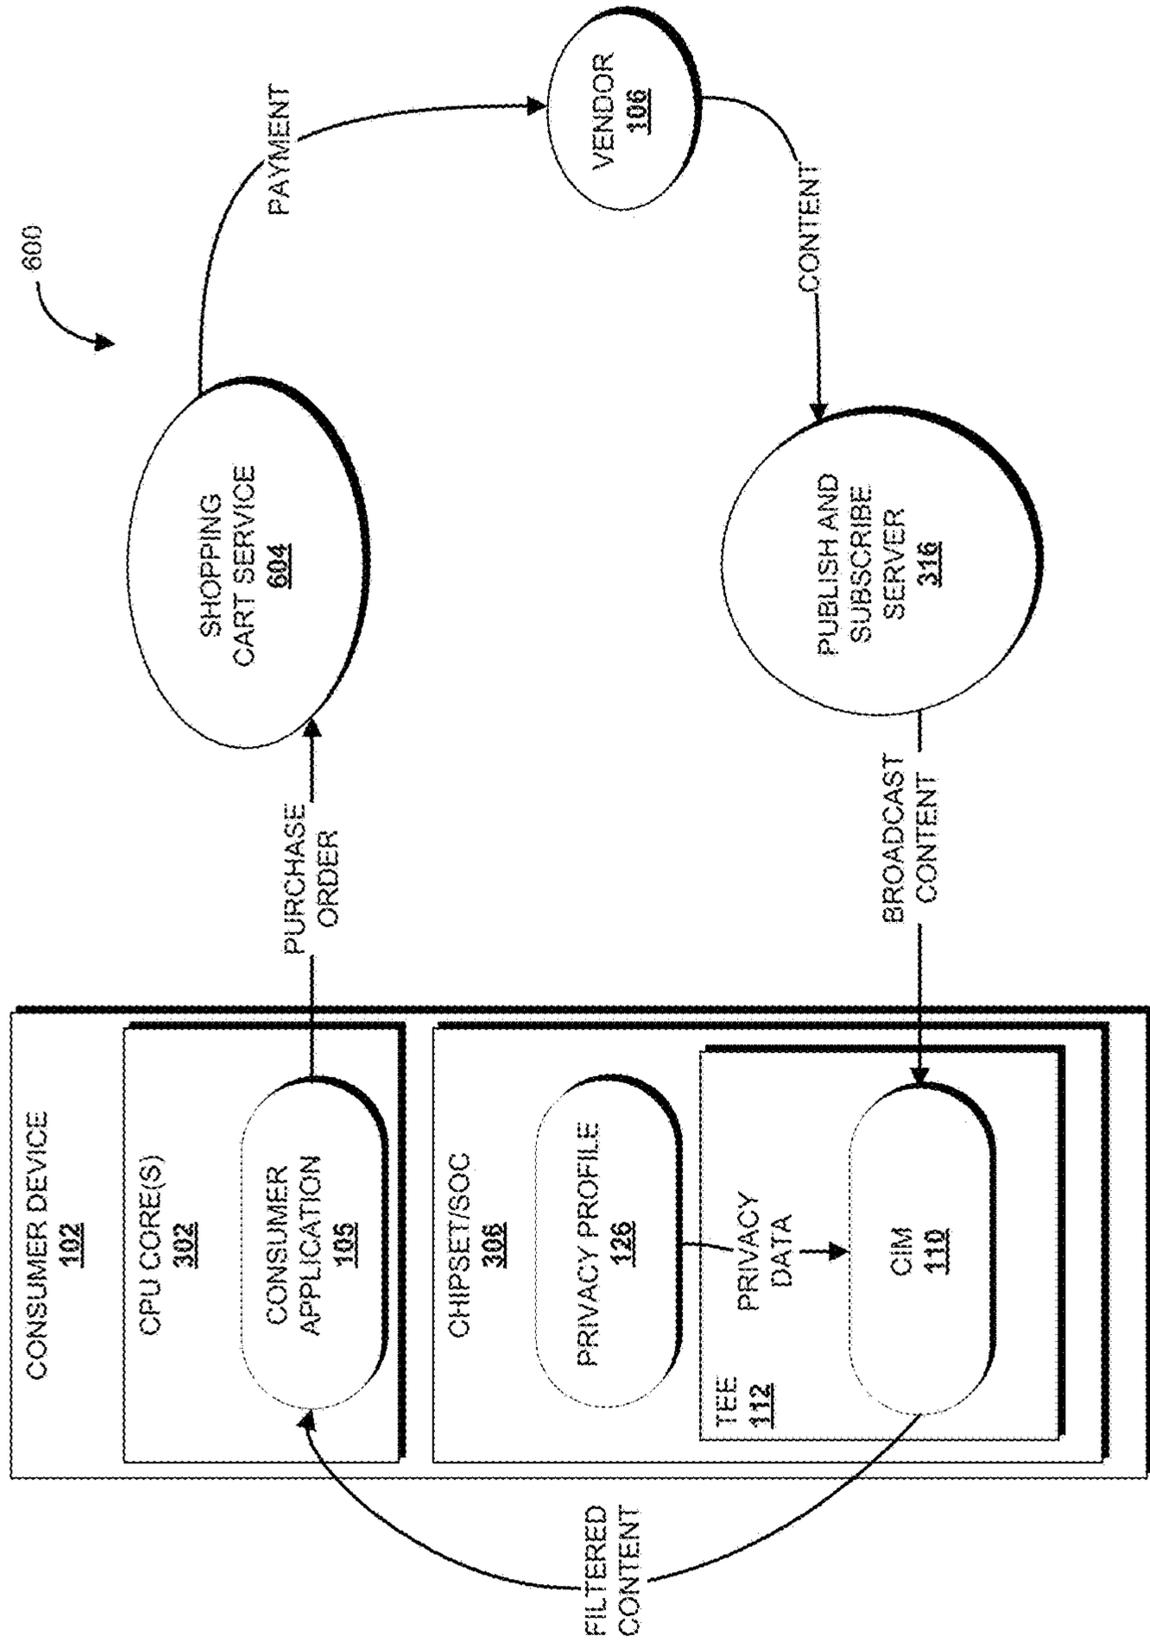 600
CONSUMER DEVICE
102
CPU CORE(S)
302
CONSUMER
APPLICATION
105
PURCHASE
ORDER
SHOPPING
CART SERVICE
604
PAYMENT
VENDOR
106
CONTENT
PUBLISH AND
SUBSCRIBE
SERVER
316
BROADCAST
CONTENT
CHIPSET/SOC
306
PRIVACY PROFILE
126
TEE
112
PRIVACY
DATA
CIM
110
FILTERED
CONTENT